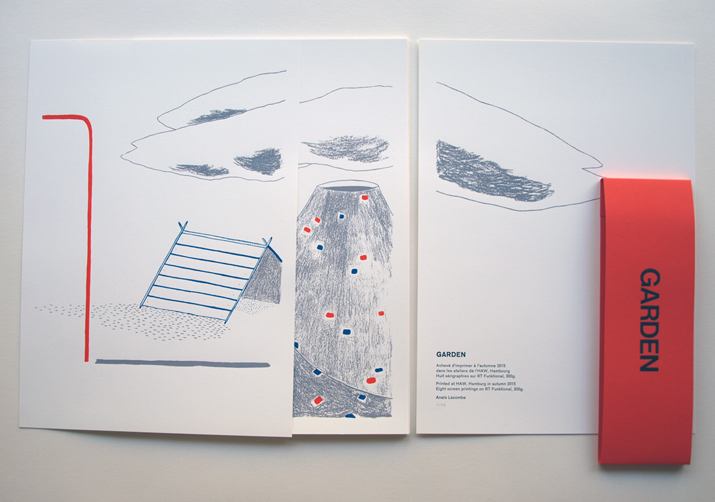 GARDEN
Achevé d'imprimer à l'automne 2015
dans les ateliers de l'HAW, Hambourg
Huit sérigraphies sur RT Funktional, 300g.
Printed at HAW, Hamburg in autumn 2015
Eight screen printings on RT Funktional, 300g.
Anaïs Lacombe
GARDEN